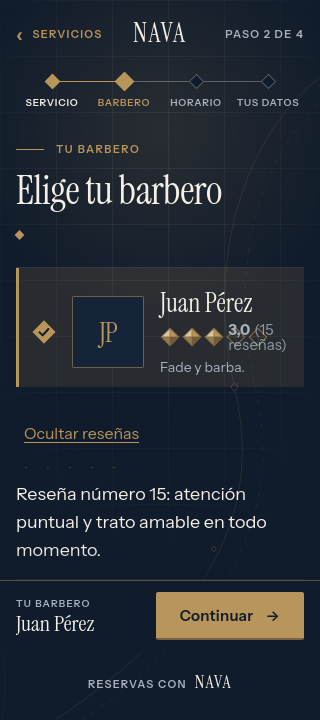 ‹ SERVICIOS NAVA PASO 2 DE 4
SERVICIO BARBERO HORARIO TUS DATOS
TU BARBERO
Elige tu barbero
JP
Juan Pérez
3,0 (15
reseñas)
Fade y barba.
Ocultar reseñas
Reseña número 15: atención
puntual y trato amable en todo
momento.
TU BARBERO
Juan Pérez
Continuar →
RESERVAS CON NAVA